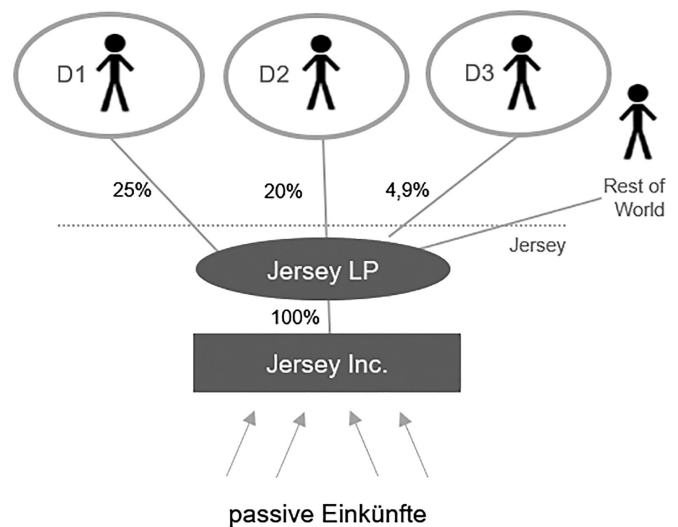 D1
D2
D3
25%
20%
4,9%
Rest of
World
Jersey
Jersey LP
100%
Jersey Inc.
passive Einkünfte